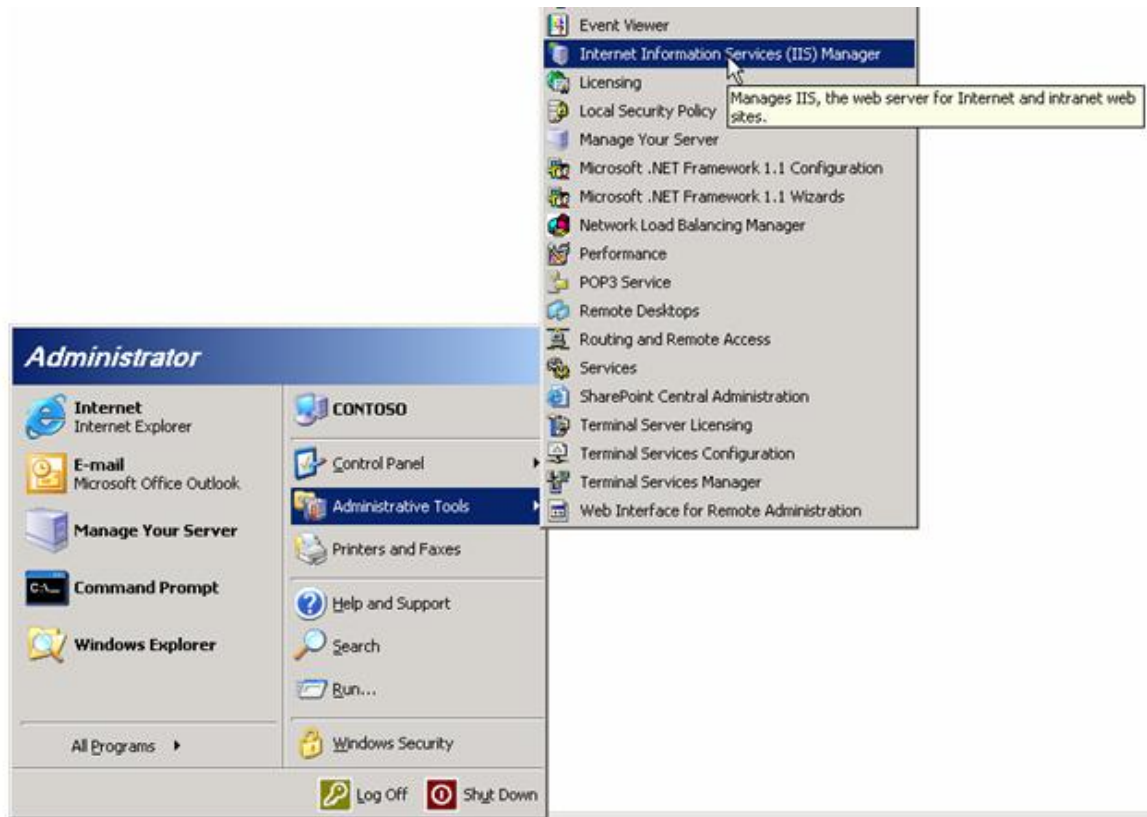 Event Viewer
Internet Information Services (IIS) Manager
Licensing
Manages IIS, the web server for Internet and intranet web
sites.
Local Security Policy
Manage Your Server
Microsoft .NET Framework 1.1 Configuration
Microsoft .NET Framework 1.1 Wizards
Network Load Balancing Manager
Performance
POP3 Service
Remote Desktops
Routing and Remote Access
Services
SharePoint Central Administration
Terminal Server Licensing
Terminal Services Configuration
Terminal Services Manager
Web Interface for Remote Administration
Administrator
Internet
Internet Explorer
E-mail
Microsoft Office Outlook
Manage Your Server
Command Prompt
Windows Explorer
All Programs
CONTOSO
Control Panel
Administrative Tools
Printers and Faxes
Help and Support
Search
Run...
Windows Security
Log Off
Shut Down